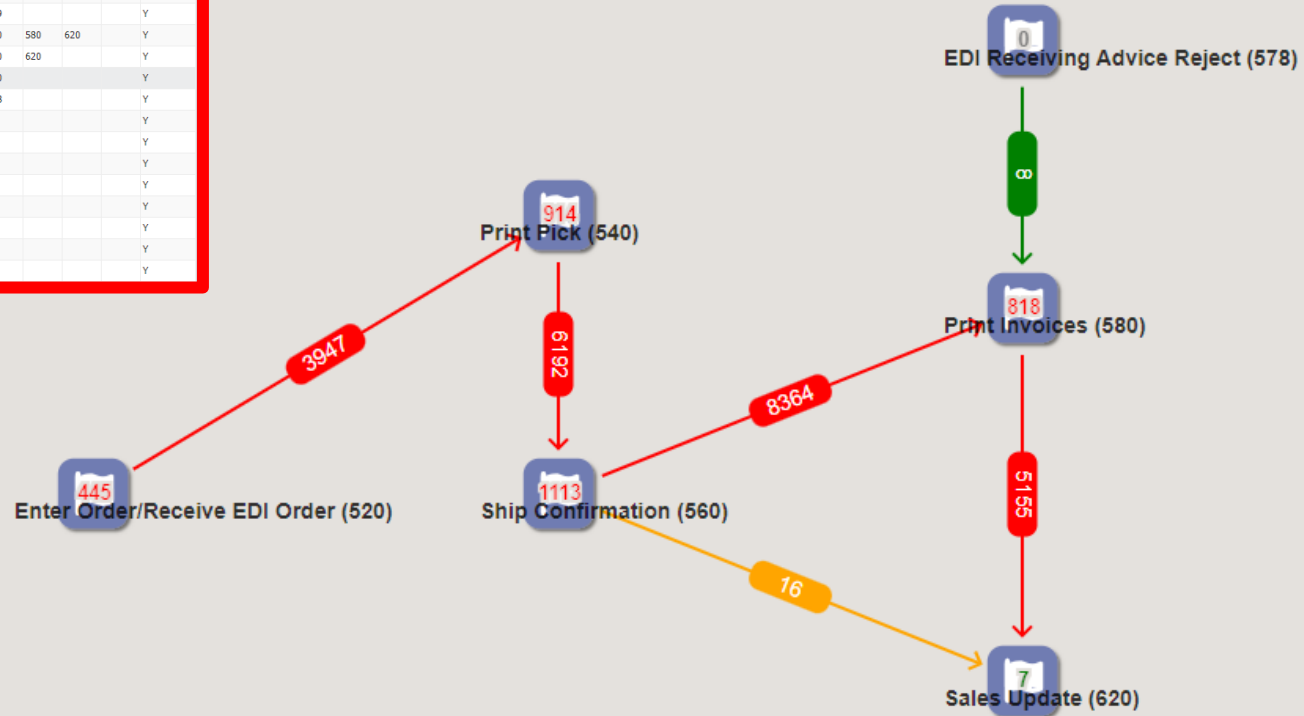 Y
580 620 Y
620 Y
Y
Y
Y
Y
Y
Y
Y
Y
Y
Y
0
EDI Receiving Advice Reject (578)
8
914
Print Pick (540)
818
Print Invoices (580)
3947
6192
8364
445
Enter Order/Receive EDI Order (520)
1113
Ship Confirmation (560)
5155
16
7
Sales Update (620)